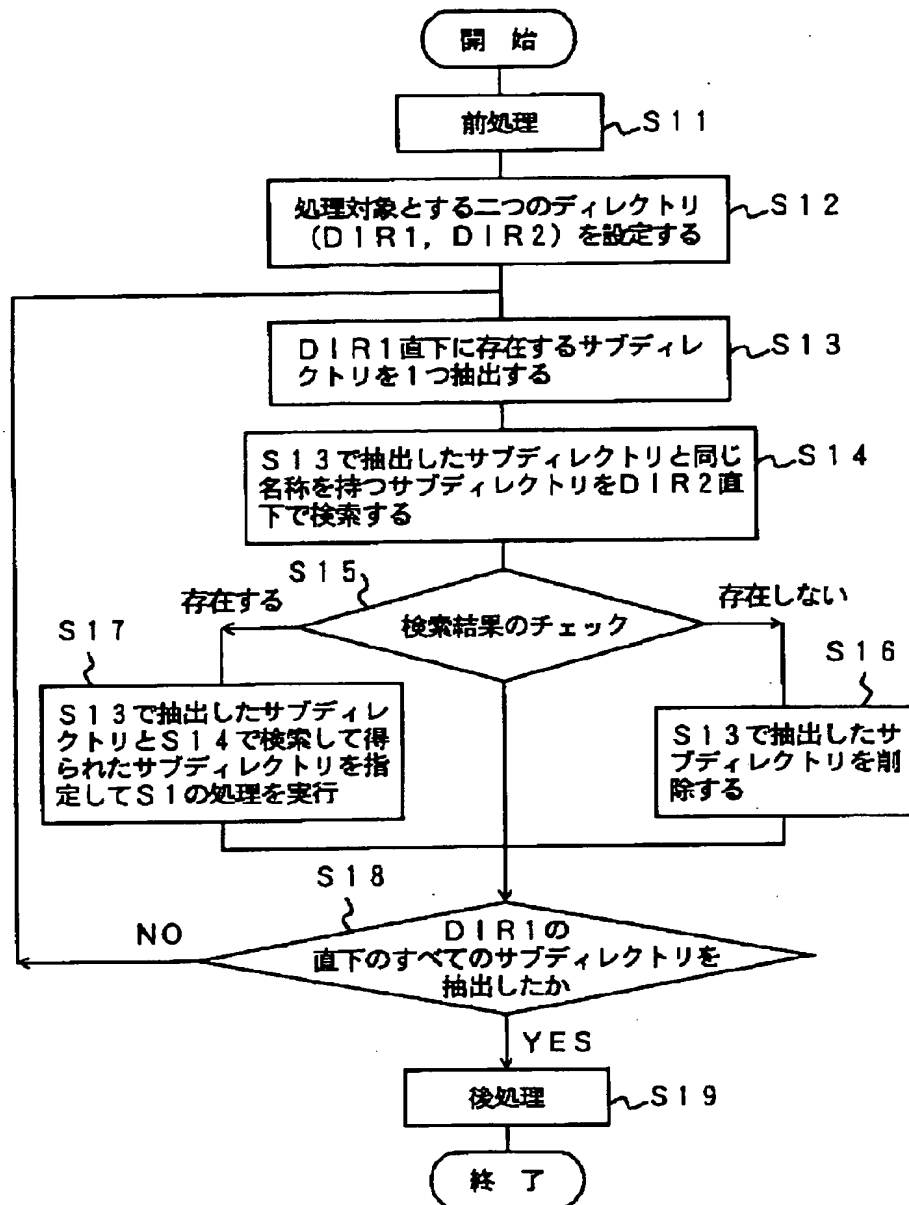 開 始
前処理
S11
処理対象とする二つのディレクトリ
(DIR1, DIR2)を設定する
S12
DIR1直下に存在するサブディレ
クトリを1つ抽出する
S13
S13で抽出したサブディレクトリと同じ
名称を持つサブディレクトリをDIR2直
下で検索する
S14
S15
存在する
検索結果のチェック
存在しない
S17
S13で抽出したサブディレ
クトリとS14で検索して得
られたサブディレクトリを指
定してS1の処理を実行
S16
S13で抽出したサ
ブディレクトリを削
除する
S18
NO
DIR1の
直下のすべてのサブディレクトリを
抽出したか
YES
後処理
S19
終 了